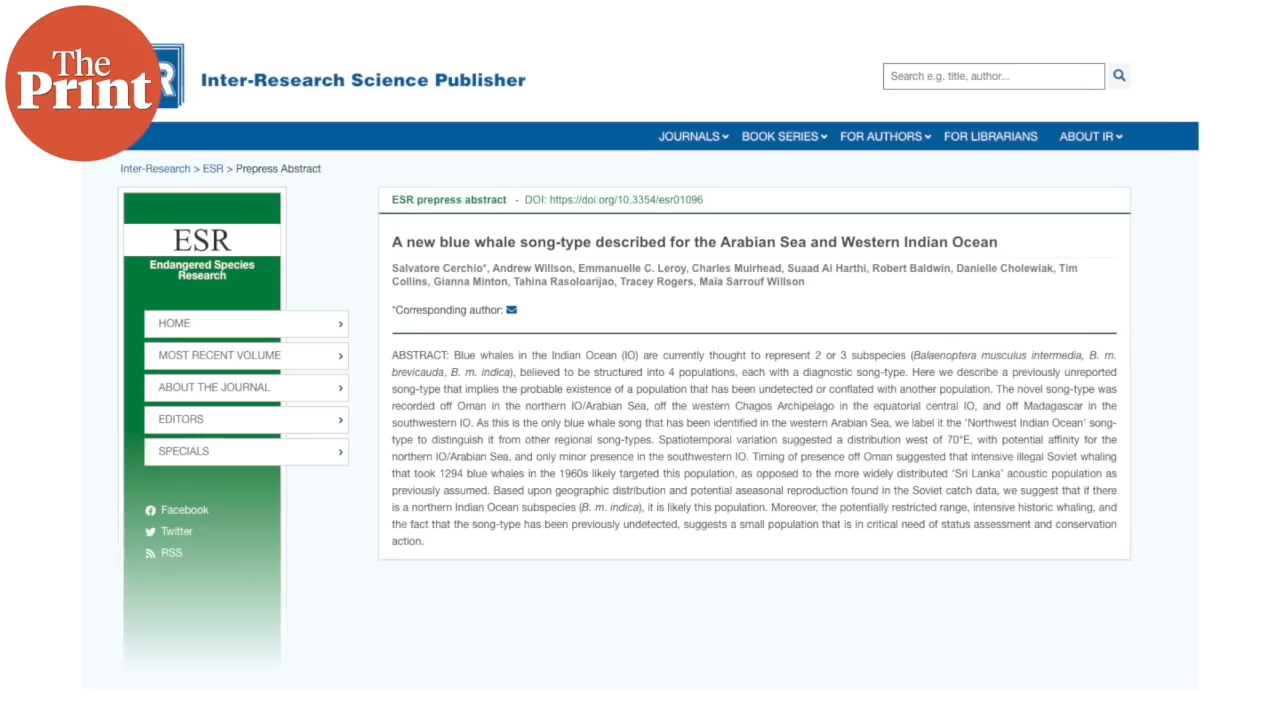 The
Print
R
Inter-Research Science Publisher
Search e.g. title, author...
JOURNALS
BOOK SERIES
FOR AUTHORS
FOR LIBRARIANS
ABOUT IR
Inter-Research > ESR > Prepress Abstract
ESR
Endangered Species
Research
HOME
MOST RECENT VOLUME
ABOUT THE JOURNAL
EDITORS
SPECIALS
Facebook
Twitter
RSS
ESR prepress abstract - DOI: https://doi.org/10.3354/esr01096
A new blue whale song-type described for the Arabian Sea and Western Indian Ocean
Salvatore Cerchio*, Andrew Willson, Emmanuelle C. Leroy, Charles Muirhead, Suaad Al Harthi, Robert Baldwin, Danielle Cholewiak, Tim
Collins, Gianna Minton, Tahina Rasoloarijao, Tracey Rogers, Maïa Sarrouf Willson
*Corresponding author:
ABSTRACT: Blue whales in the Indian Ocean (IO) are currently thought to represent 2 or 3 subspecies (Balaenoptera musculus intermedia, B. m.
brevicauda, B. m. indica), believed to be structured into 4 populations, each with a diagnostic song-type. Here we describe a previously unreported
song-type that implies the probable existence of a population that has been undetected or conflated with another population. The novel song-type was
recorded off Oman in the northern IO/Arabian Sea, off the western Chagos Archipelago in the equatorial central IO, and off Madagascar in the
southwestern IO. As this is the only blue whale song that has been identified in the western Arabian Sea, we label it the 'Northwest Indian Ocean' song-
type to distinguish it from other regional song-types. Spatiotemporal variation suggested a distribution west of 70°E, with potential affinity for the
northern IO/Arabian Sea, and only minor presence in the southwestern IO. Timing of presence off Oman suggested that intensive illegal Soviet whaling
that took 1294 blue whales in the 1960s likely targeted this population, as opposed to the more widely distributed 'Sri Lanka' acoustic population as
previously assumed. Based upon geographic distribution and potential aseasonal reproduction found in the Soviet catch data, we suggest that if there
is a northern Indian Ocean subspecies (B. m. indica), it is likely this population. Moreover, the potentially restricted range, intensive historic whaling, and
the fact that the song-type has been previously undetected, suggests a small population that is in critical need of status assessment and conservation
action.